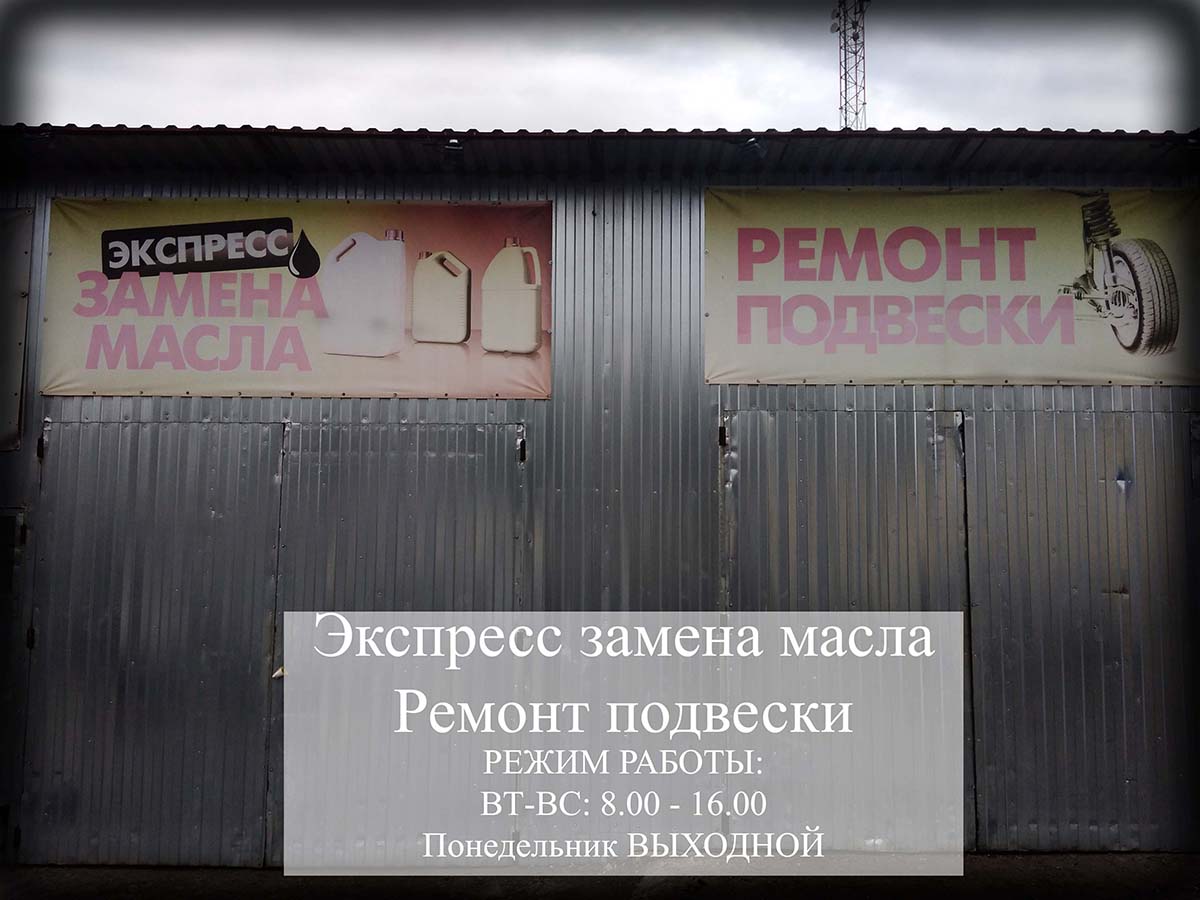 ЭКСПРЕСС
ЗАМЕНА
МАСЛА
РЕМОНТ
ПОДВЕСКИ
Экспресс замена масла
Ремонт подвески
РЕЖИМ РАБОТЫ:
ВТ-ВС: 8.00 - 16.00
Понедельник ВЫХОДНОЙ